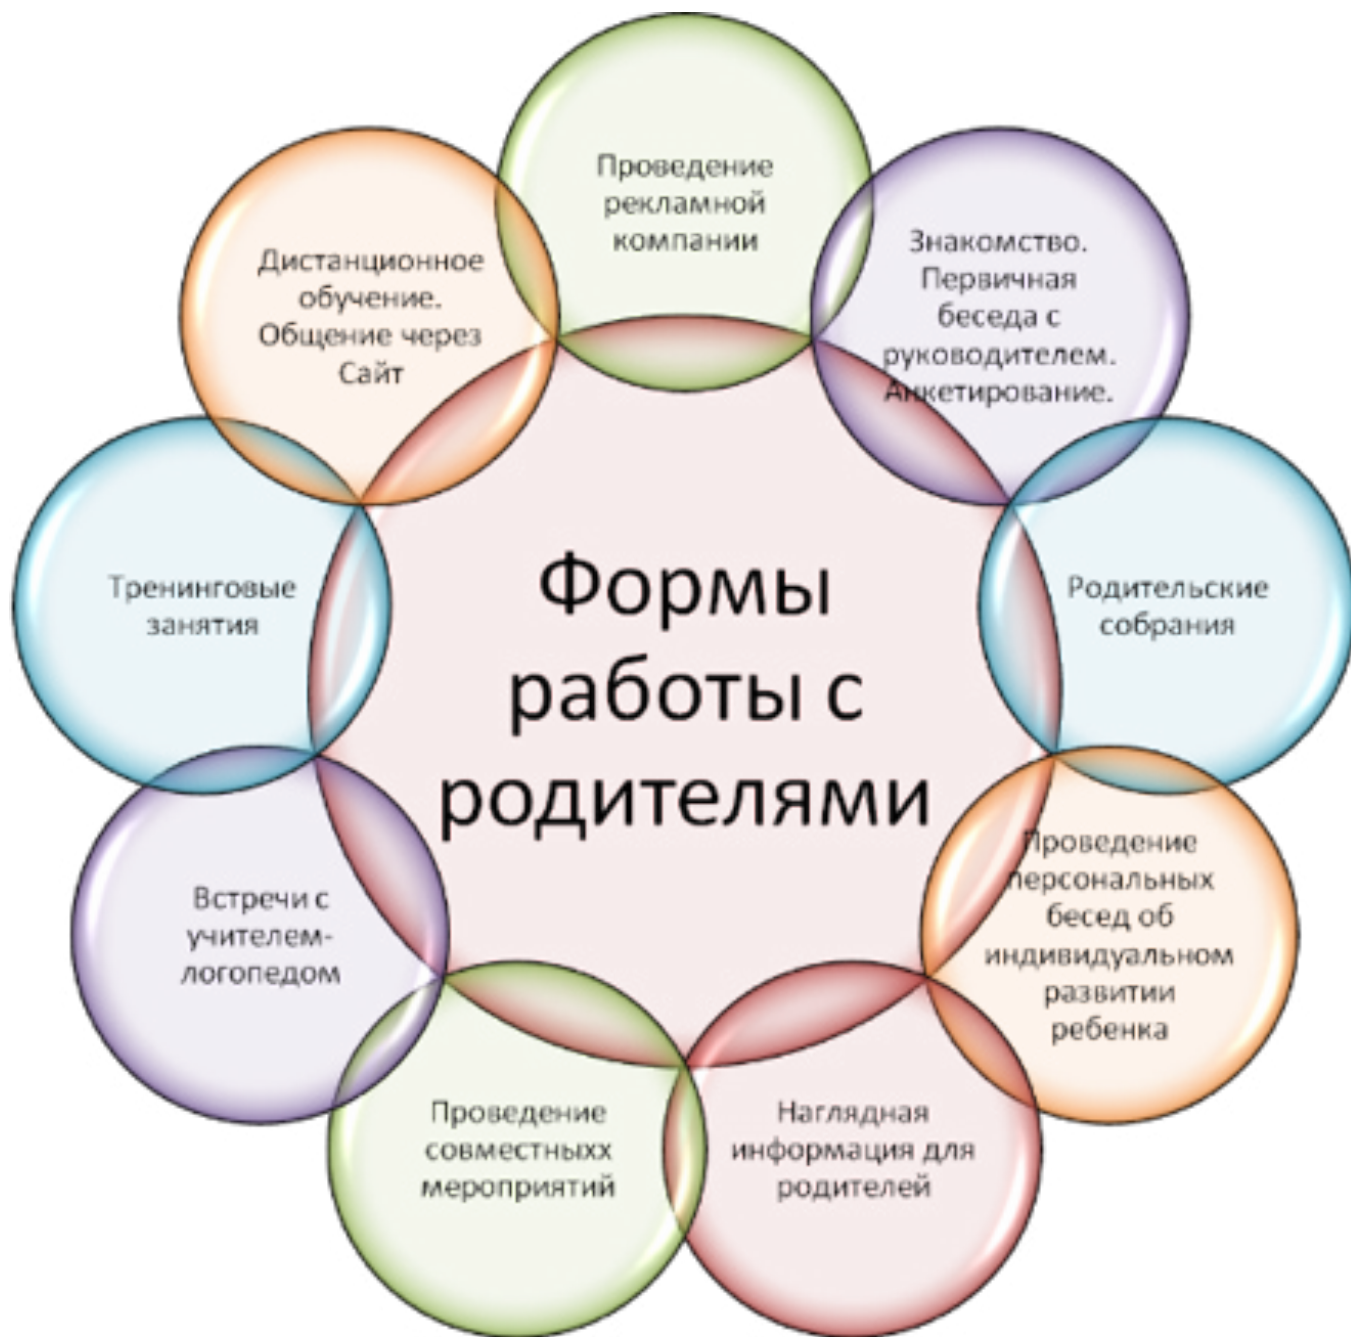 Проведение
рекламной
компании
Знакомство.
Первичная
беседа с
руководителем.
Анкетирование.
Родительские
собрания
Проведение
персональных
бесед об
индивидуальном
развитии
ребенка
Наглядная
информация для
родителей
Проведение
совместныхх
мероприятий
Встречи с
учителем-
логопедом
Тренинговые
занятия
Дистанционное
обучение.
Общение через
Сайт
Формы
работы с
родителями